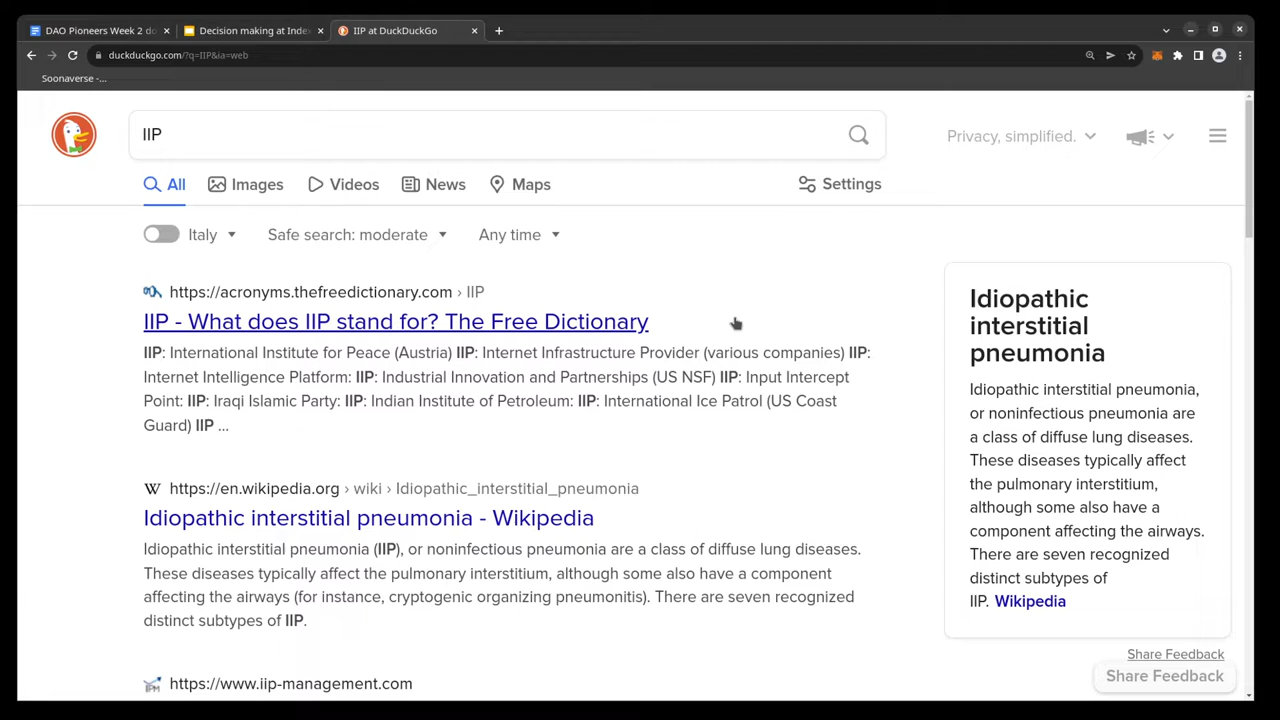 DAO Pioneers Week 2 do
Decision making at Inde
IIP at DuckDuckGo
duckduckgo.com/?q=IIP&ia=web
Soonaverse -...
IIP
Privacy, simplified.
All
Images
Videos
News
Maps
Settings
Italy
Safe search: moderate
Any time
https://acronyms.thefreedictionary.com › IIP
IIP - What does IIP stand for? The Free Dictionary
IIP: International Institute for Peace (Austria) IIP: Internet Infrastructure Provider (various companies) IIP:
Internet Intelligence Platform: IIP: Industrial Innovation and Partnerships (US NSF) IIP: Input Intercept
Point: IIP: Iraqi Islamic Party: IIP: Indian Institute of Petroleum: IIP: International Ice Patrol (US Coast
Guard) IIP ...
https://en.wikipedia.org › wiki › Idiopathic_interstitial_pneumonia
Idiopathic interstitial pneumonia - Wikipedia
Idiopathic interstitial pneumonia (IIP), or noninfectious pneumonia are a class of diffuse lung diseases.
These diseases typically affect the pulmonary interstitium, although some also have a component
affecting the airways (for instance, cryptogenic organizing pneumonitis). There are seven recognized
distinct subtypes of IIP.
https://www.iip-management.com
Idiopathic
interstitial
pneumonia
Idiopathic interstitial pneumonia,
or noninfectious pneumonia are
a class of diffuse lung diseases.
These diseases typically affect
the pulmonary interstitium,
although some also have a
component affecting the airways.
There are seven recognized
distinct subtypes of
IIP. Wikipedia
Share Feedback
Share Feedback